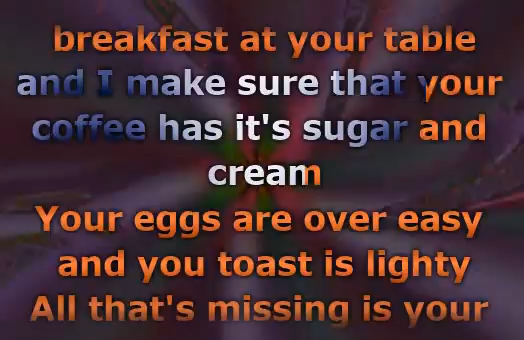 breakfast at your table
and I make sure that your
coffee has it's sugar and
cream
Your eggs are over easy
and you toast is lighty
All that's missing is your